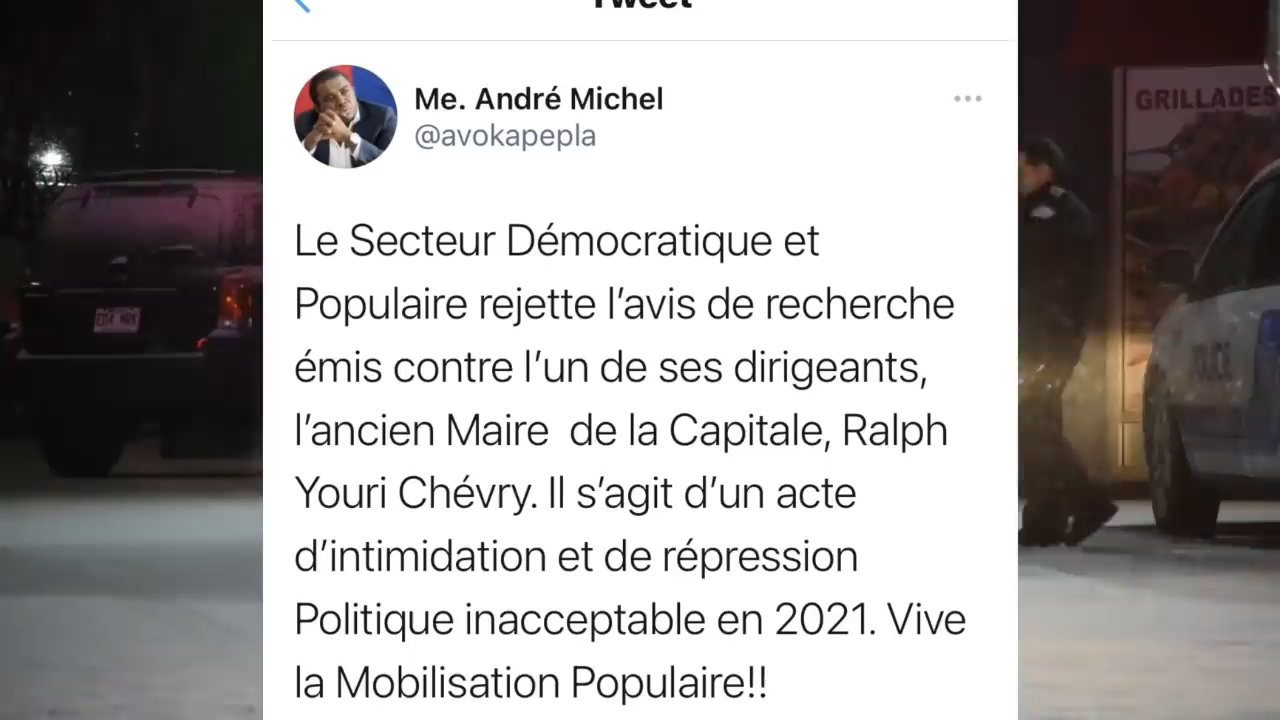 Tweet
Me. André Michel
@avokapepla
Le Secteur Démocratique et
Populaire rejette l'avis de recherche
émis contre l'un de ses dirigeants,
l'ancien Maire  de la Capitale, Ralph
Youri Chévry. Il s'agit d'un acte
d'intimidation et de répression
Politique inacceptable en 2021. Vive
la Mobilisation Populaire!!
GRILLADES
POLICE